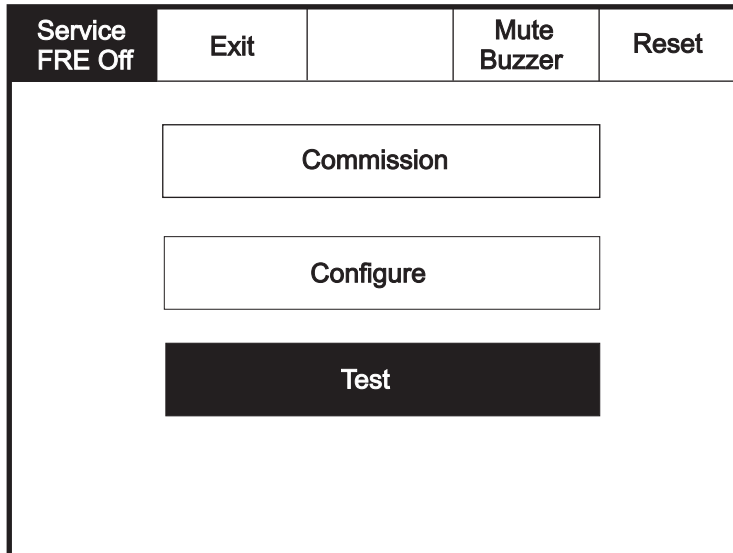 Service
FRE Off
Exit
Mute
Buzzer
Reset
Commission
Configure
Test